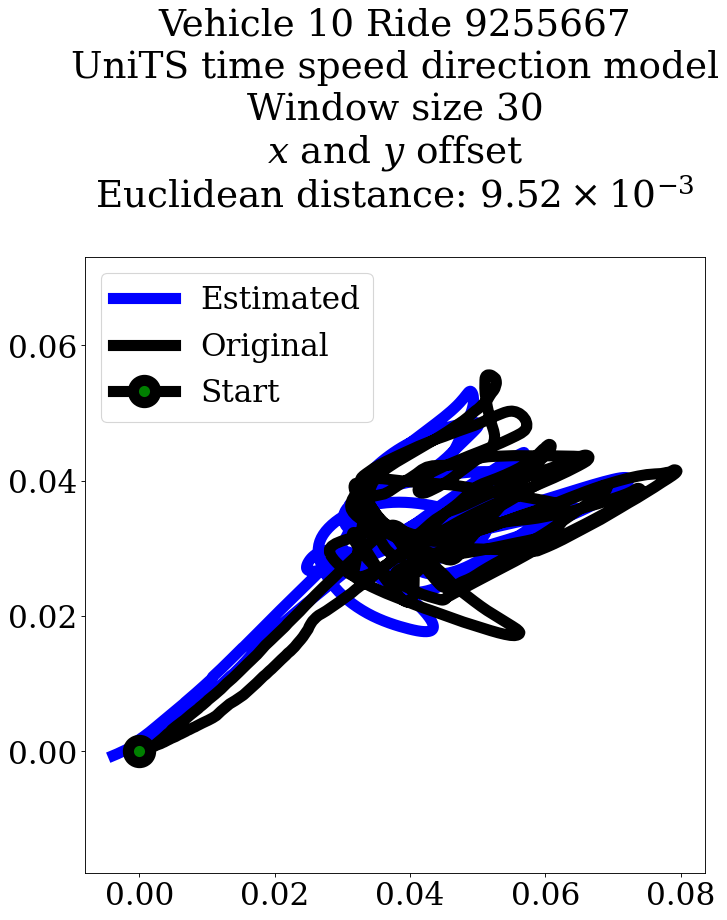 Vehicle 10 Ride 9255667
UniTS time speed direction model
Window size 30
x and y offset
Euclidean distance: 9.52 × 10⁻³
Estimated
Original
Start
0.06
0.04
0.02
0.00
0.00 0.02 0.04 0.06 0.08